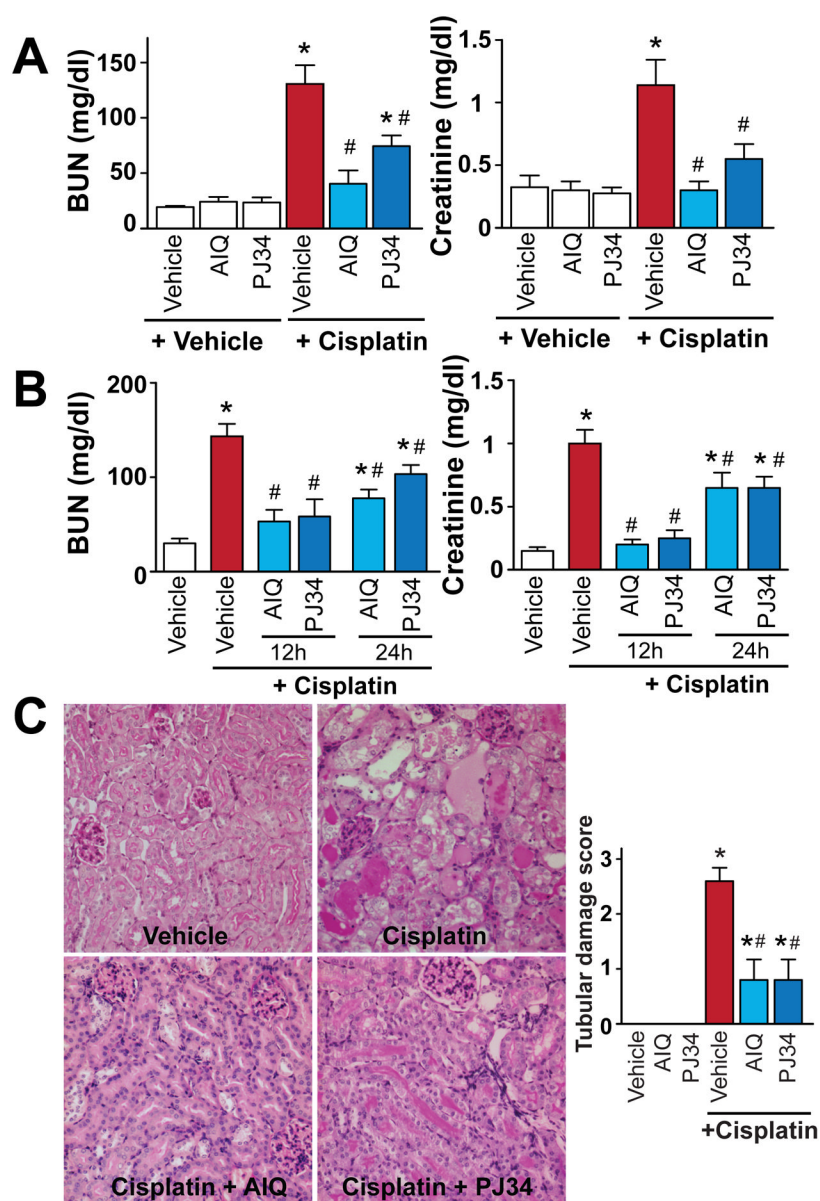 A
BUN (mg/dl)
150
100
50
0
*
#
* #
Vehicle
AIQ
PJ34
Vehicle
AIQ
PJ34
+ Vehicle
+ Cisplatin
Creatinine (mg/dl)
1.5
1
0.5
0
*
#
#
Vehicle
AIQ
PJ34
Vehicle
AIQ
PJ34
+ Vehicle
+ Cisplatin
B
BUN (mg/dl)
200
100
0
*
#
#
* #
* #
Vehicle
Vehicle
AIQ
PJ34
AIQ
PJ34
12h
24h
+ Cisplatin
Creatinine (mg/dl)
1.5
1
0.5
0
*
#
#
* #
* #
Vehicle
Vehicle
AIQ
PJ34
AIQ
PJ34
12h
24h
+ Cisplatin
C
Vehicle
Cisplatin
Cisplatin + AIQ
Cisplatin + PJ34
Tubular damage score
3
2
1
0
*
*#
*#
Vehicle
AIQ
PJ34
Vehicle
AIQ
PJ34
+Cisplatin